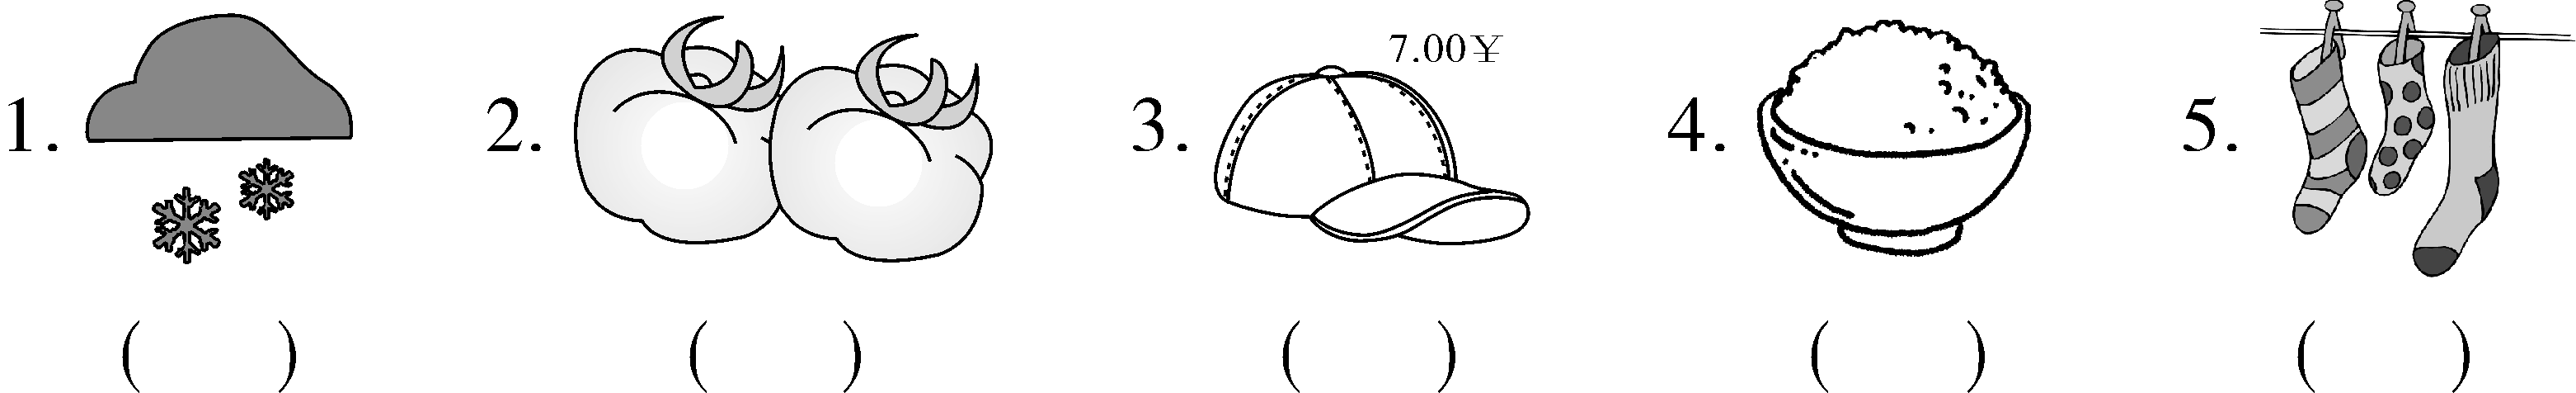 7.00¥
1. 2. 3. 4. 5.
( ) ( ) ( ) ( ) ( )